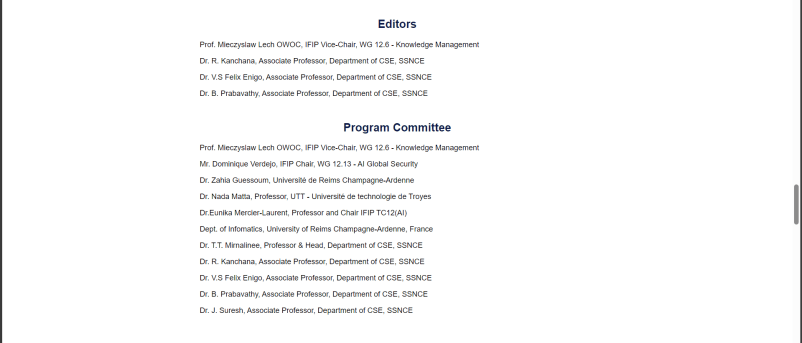 Editors
Prof. Mieczyslaw Lech OWOC, IFIP Vice-Chair, WG 12.6 - Knowledge Management
Dr. R. Kanchana, Associate Professor, Department of CSE, SSNCE
Dr. V.S Felix Enigo, Associate Professor, Department of CSE, SSNCE
Dr. B. Prabavathy, Associate Professor, Department of CSE, SSNCE
Program Committee
Prof. Mieczyslaw Lech OWOC, IFIP Vice-Chair, WG 12.6 - Knowledge Management
Mr. Dominique Verdejo, IFIP Chair, WG 12.13 - AI Global Security
Dr. Zahia Guessoum, Université de Reims Champagne-Ardenne
Dr. Nada Matta, Professor, UTT - Université de technologie de Troyes
Dr.Eunika Mercier-Laurent, Professor and Chair IFIP TC12(AI)
Dept. of Infomatics, University of Reims Champagne-Ardenne, France
Dr. T.T. Mirnalinee, Professor & Head, Department of CSE, SSNCE
Dr. R. Kanchana, Associate Professor, Department of CSE, SSNCE
Dr. V.S Felix Enigo, Associate Professor, Department of CSE, SSNCE
Dr. B. Prabavathy, Associate Professor, Department of CSE, SSNCE
Dr. J. Suresh, Associate Professor, Department of CSE, SSNCE